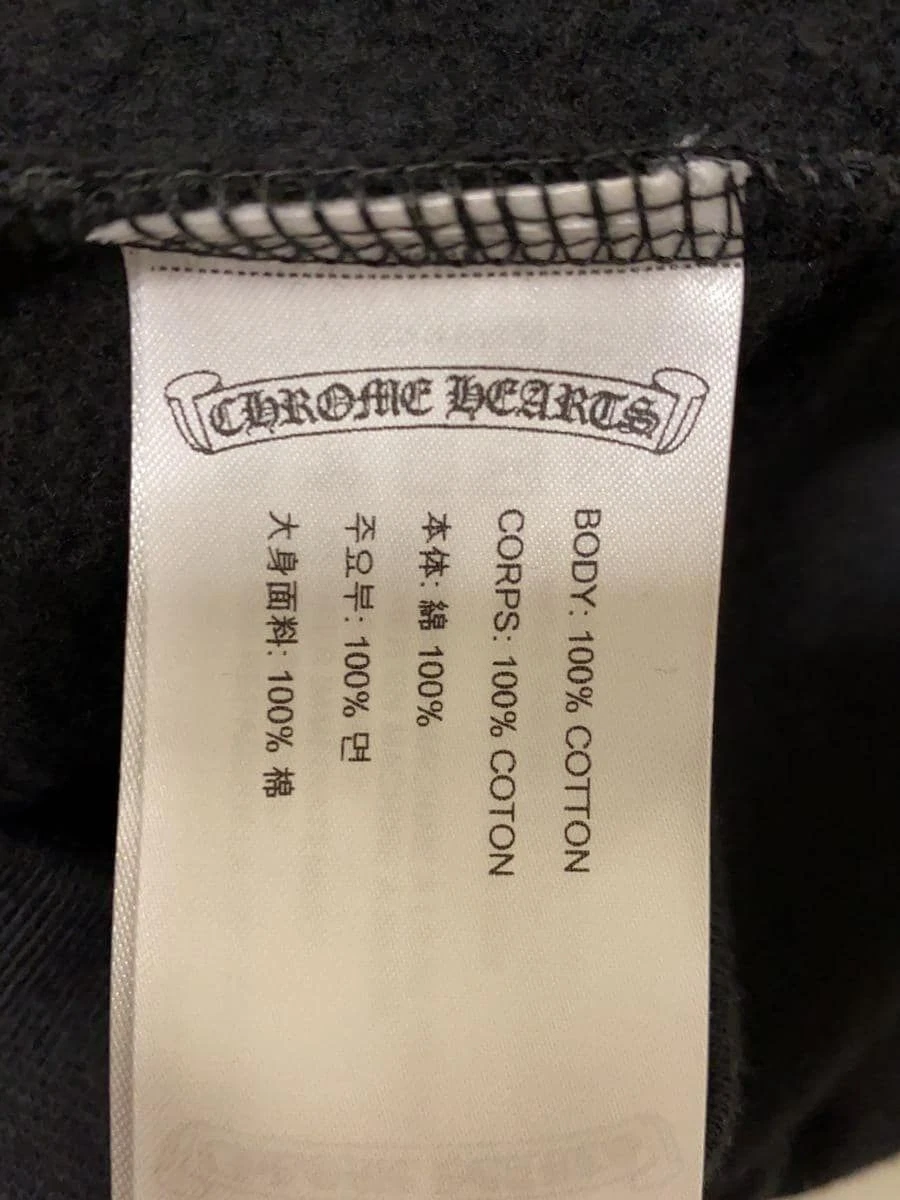 CHROME HEARTS
BODY: 100% COTTON
CORPS: 100% COTON
本体: 綿 100%
주요부: 100% 면
大身面料: 100% 棉